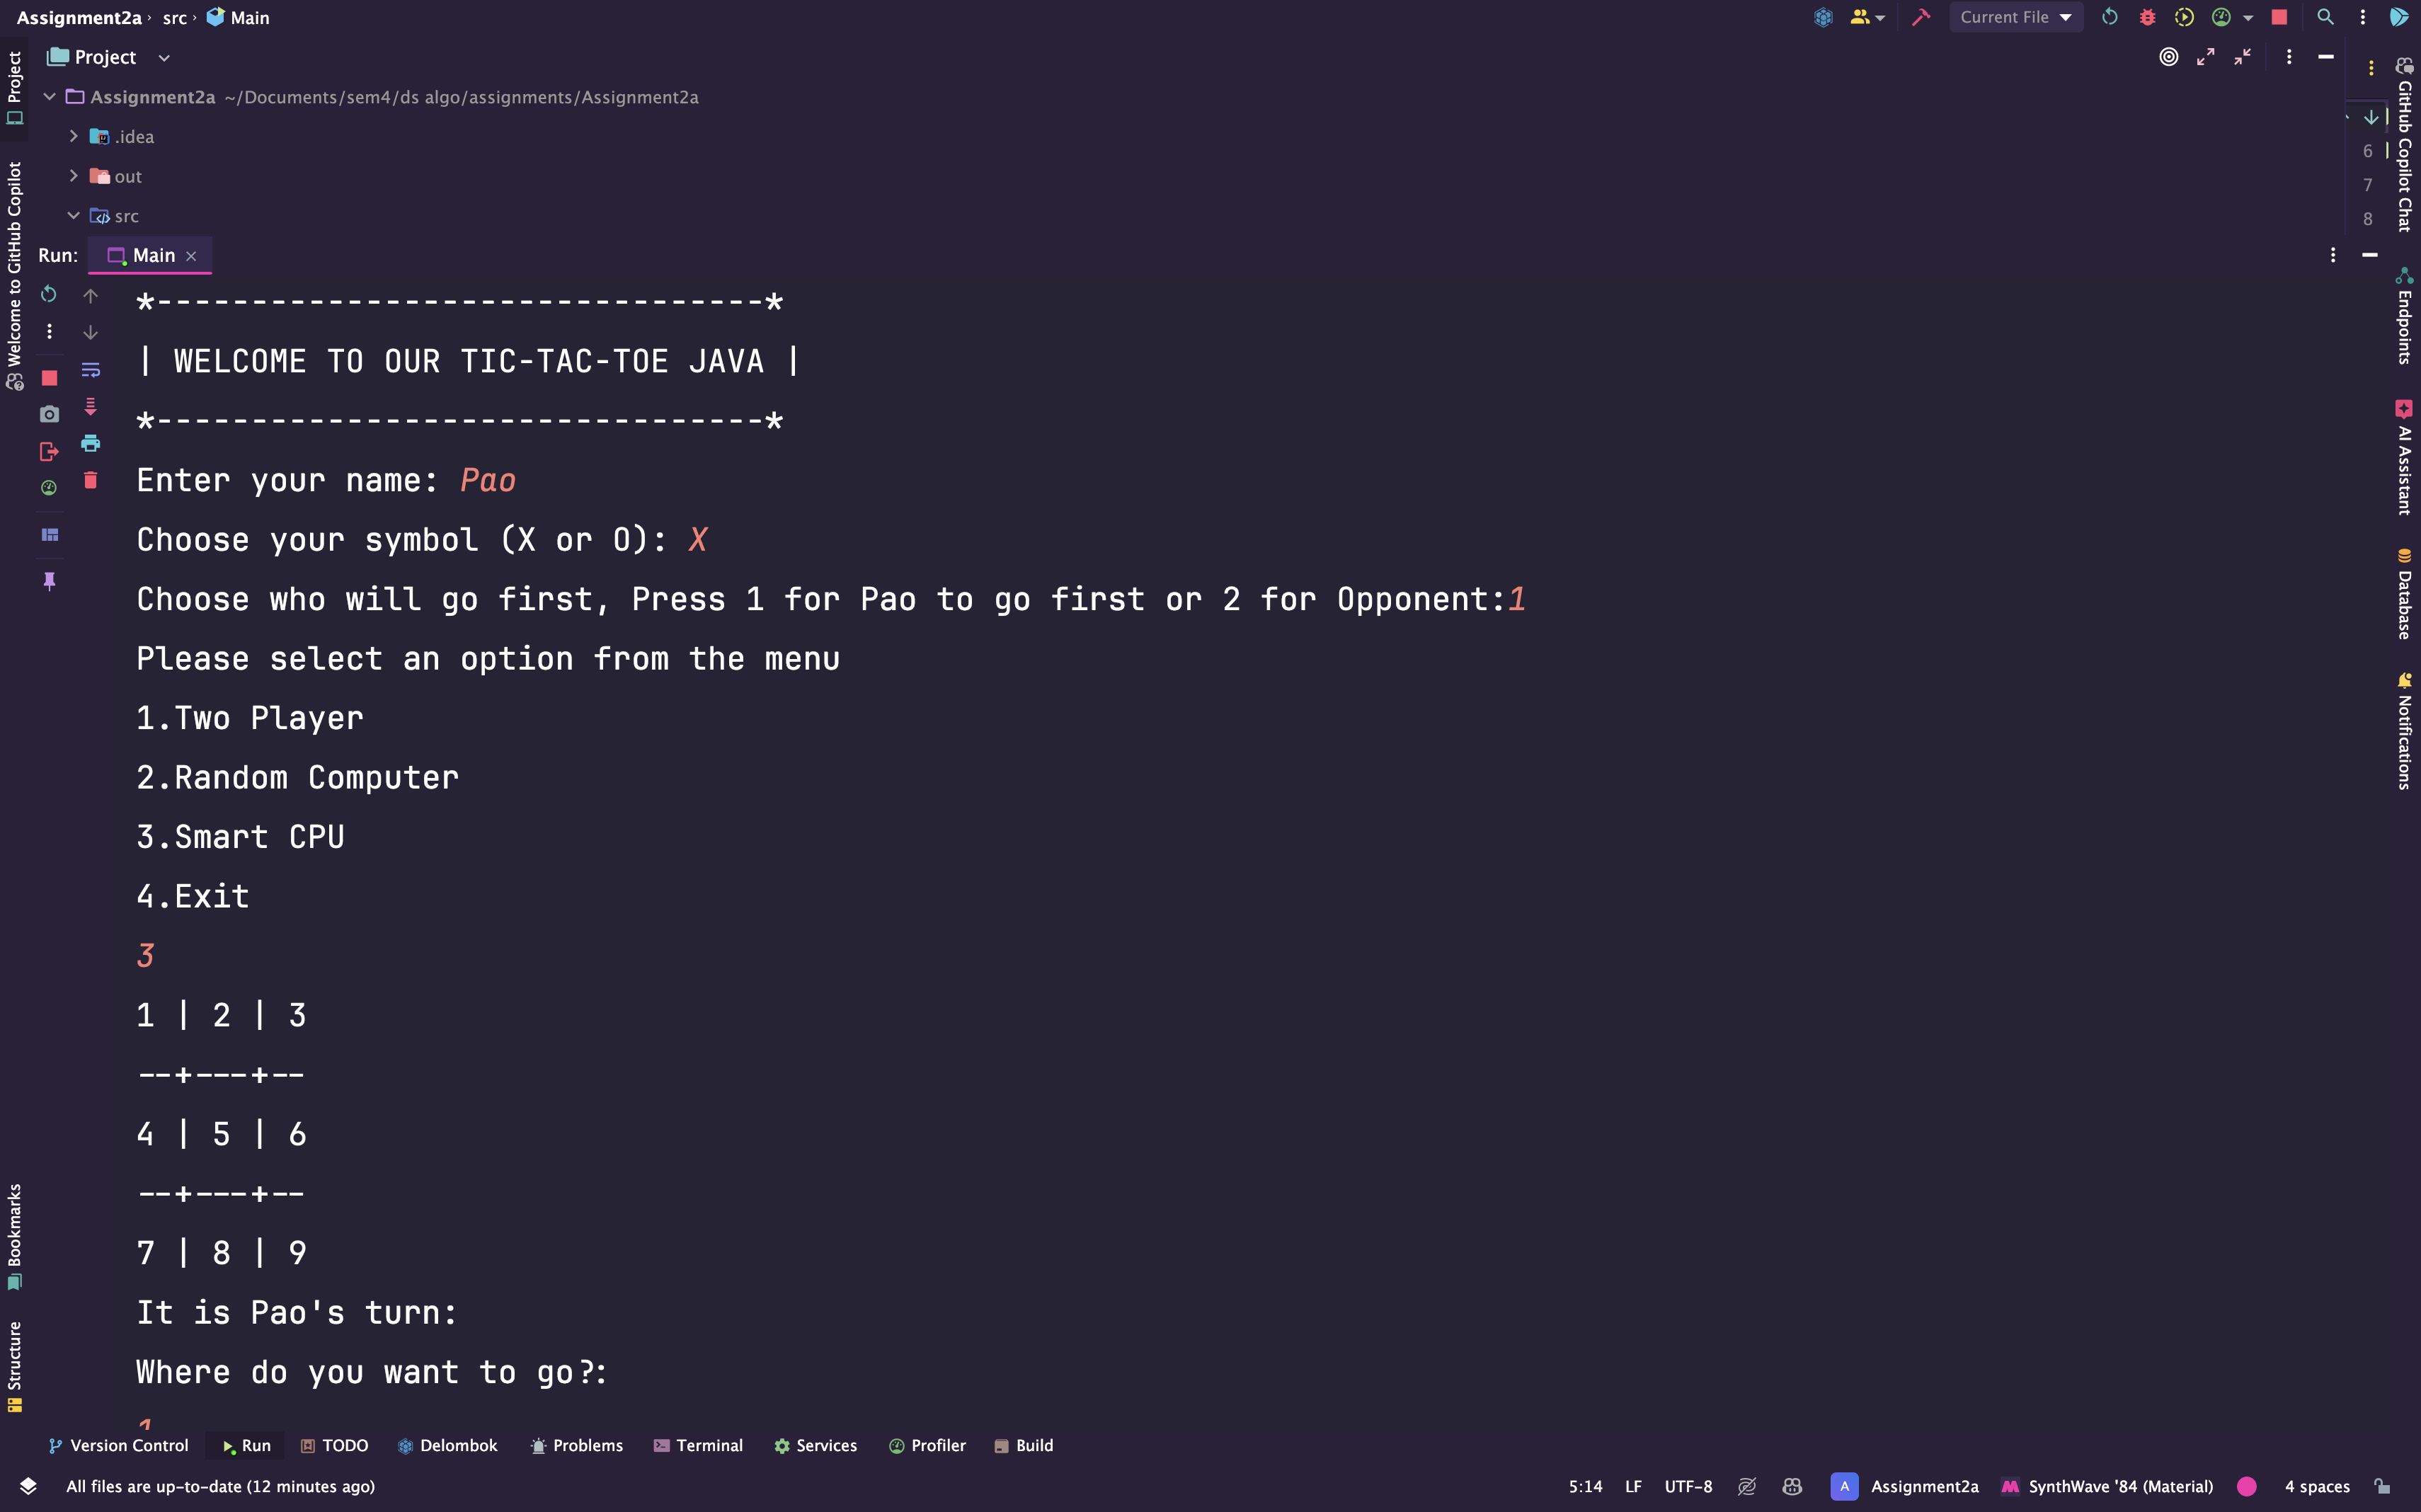 Assignment2a › src › Main
Current File
Project
Assignment2a ~/Documents/sem4/ds algo/assignments/Assignment2a
.idea
out
src
6
7
8
Run: Main
*--------------------------------*
| WELCOME TO OUR TIC-TAC-TOE JAVA |
*--------------------------------*
Enter your name: Pao
Choose your symbol (X or O): X
Choose who will go first, Press 1 for Pao to go first or 2 for Opponent:1
Please select an option from the menu
1.Two Player
2.Random Computer
3.Smart CPU
4.Exit
3
1 | 2 | 3
--+---+--
4 | 5 | 6
--+---+--
7 | 8 | 9
It is Pao's turn:
Where do you want to go?:
1
Project
Welcome to GitHub Copilot
Bookmarks
Structure
GitHub Copilot Chat
Endpoints
AI Assistant
Database
Notifications
Version Control Run TODO Delombok Problems Terminal Services Profiler Build
All files are up-to-date (12 minutes ago) 5:14 LF UTF-8 A Assignment2a SynthWave '84 (Material) 4 spaces